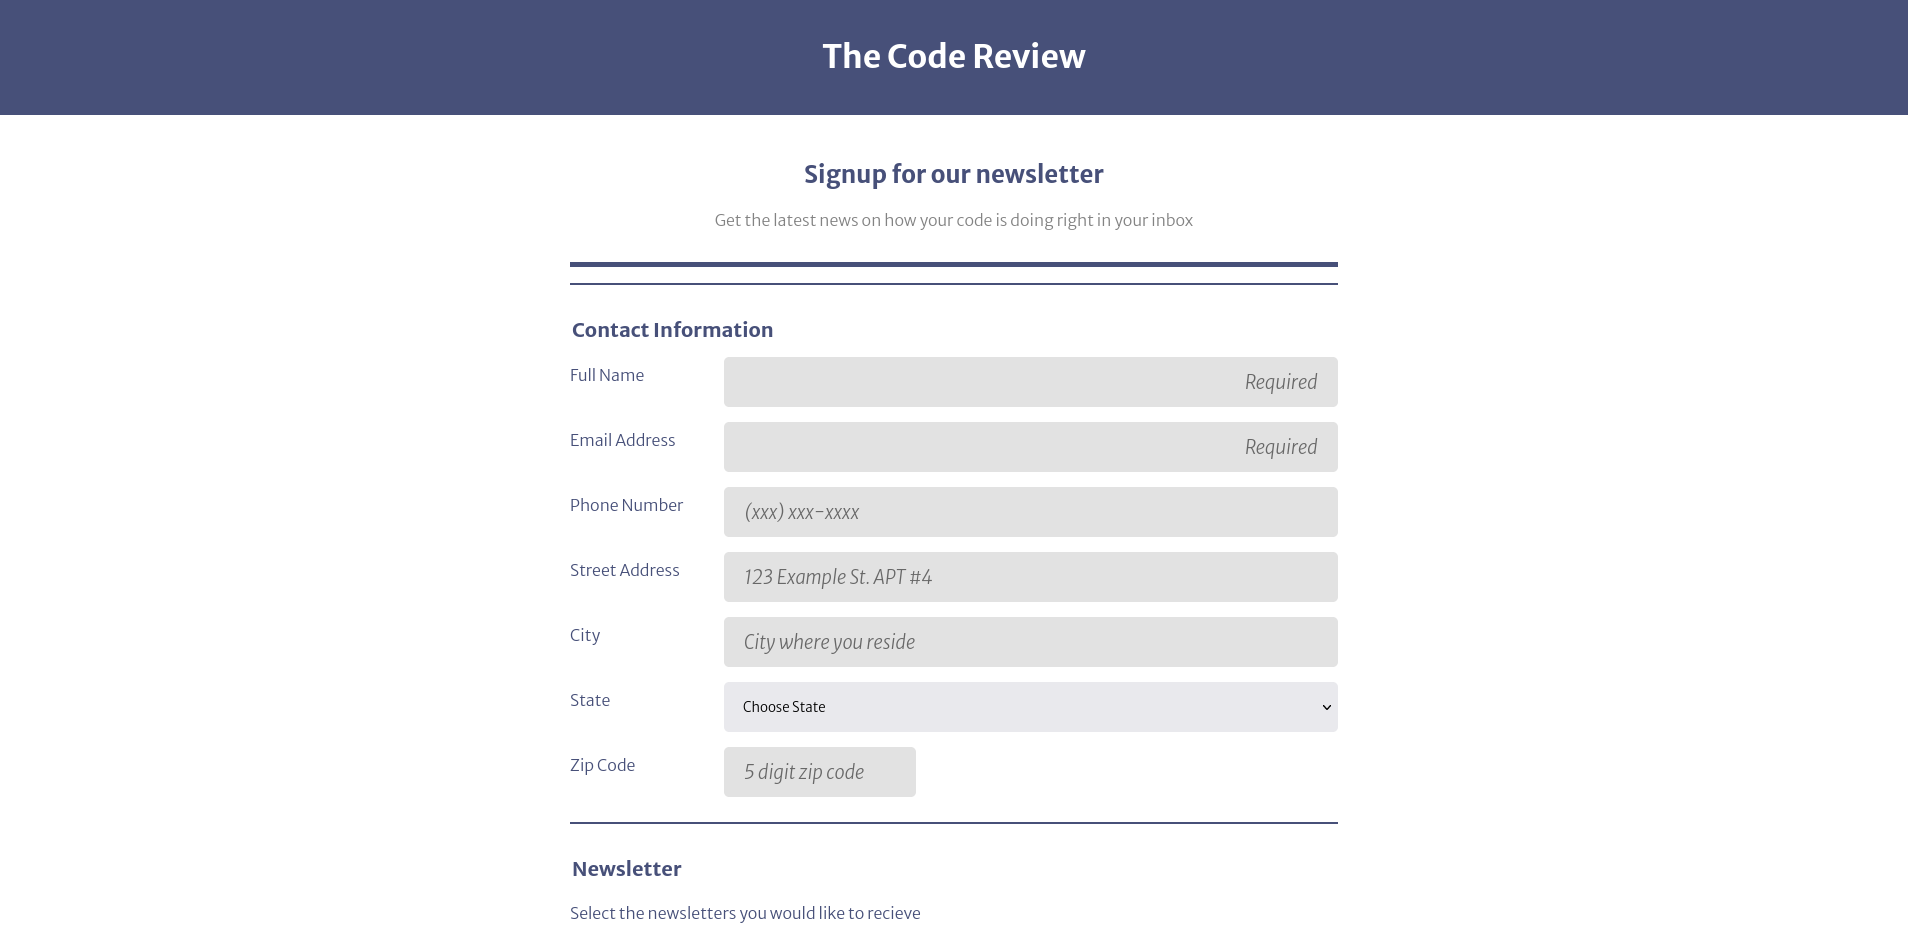 The Code Review
Signup for our newsletter
Get the latest news on how your code is doing right in your inbox
Contact Information
Full Name
Required
Email Address
Required
Phone Number
(xxx) xxx-xxxx
Street Address
123 Example St. APT #4
City
City where you reside
State
Choose State
Zip Code
5 digit zip code
Newsletter
Select the newsletters you would like to recieve